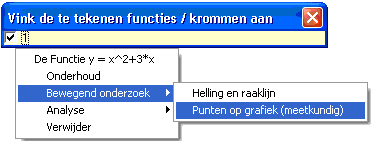 Vink de te tekenen functies / krommen aan
1
De Functie y = x^2+3*x
Onderhoud
Bewegend onderzoek
Helling en raaklijn
Analyse
Punten op grafiek (meetkundig)
Verwijder